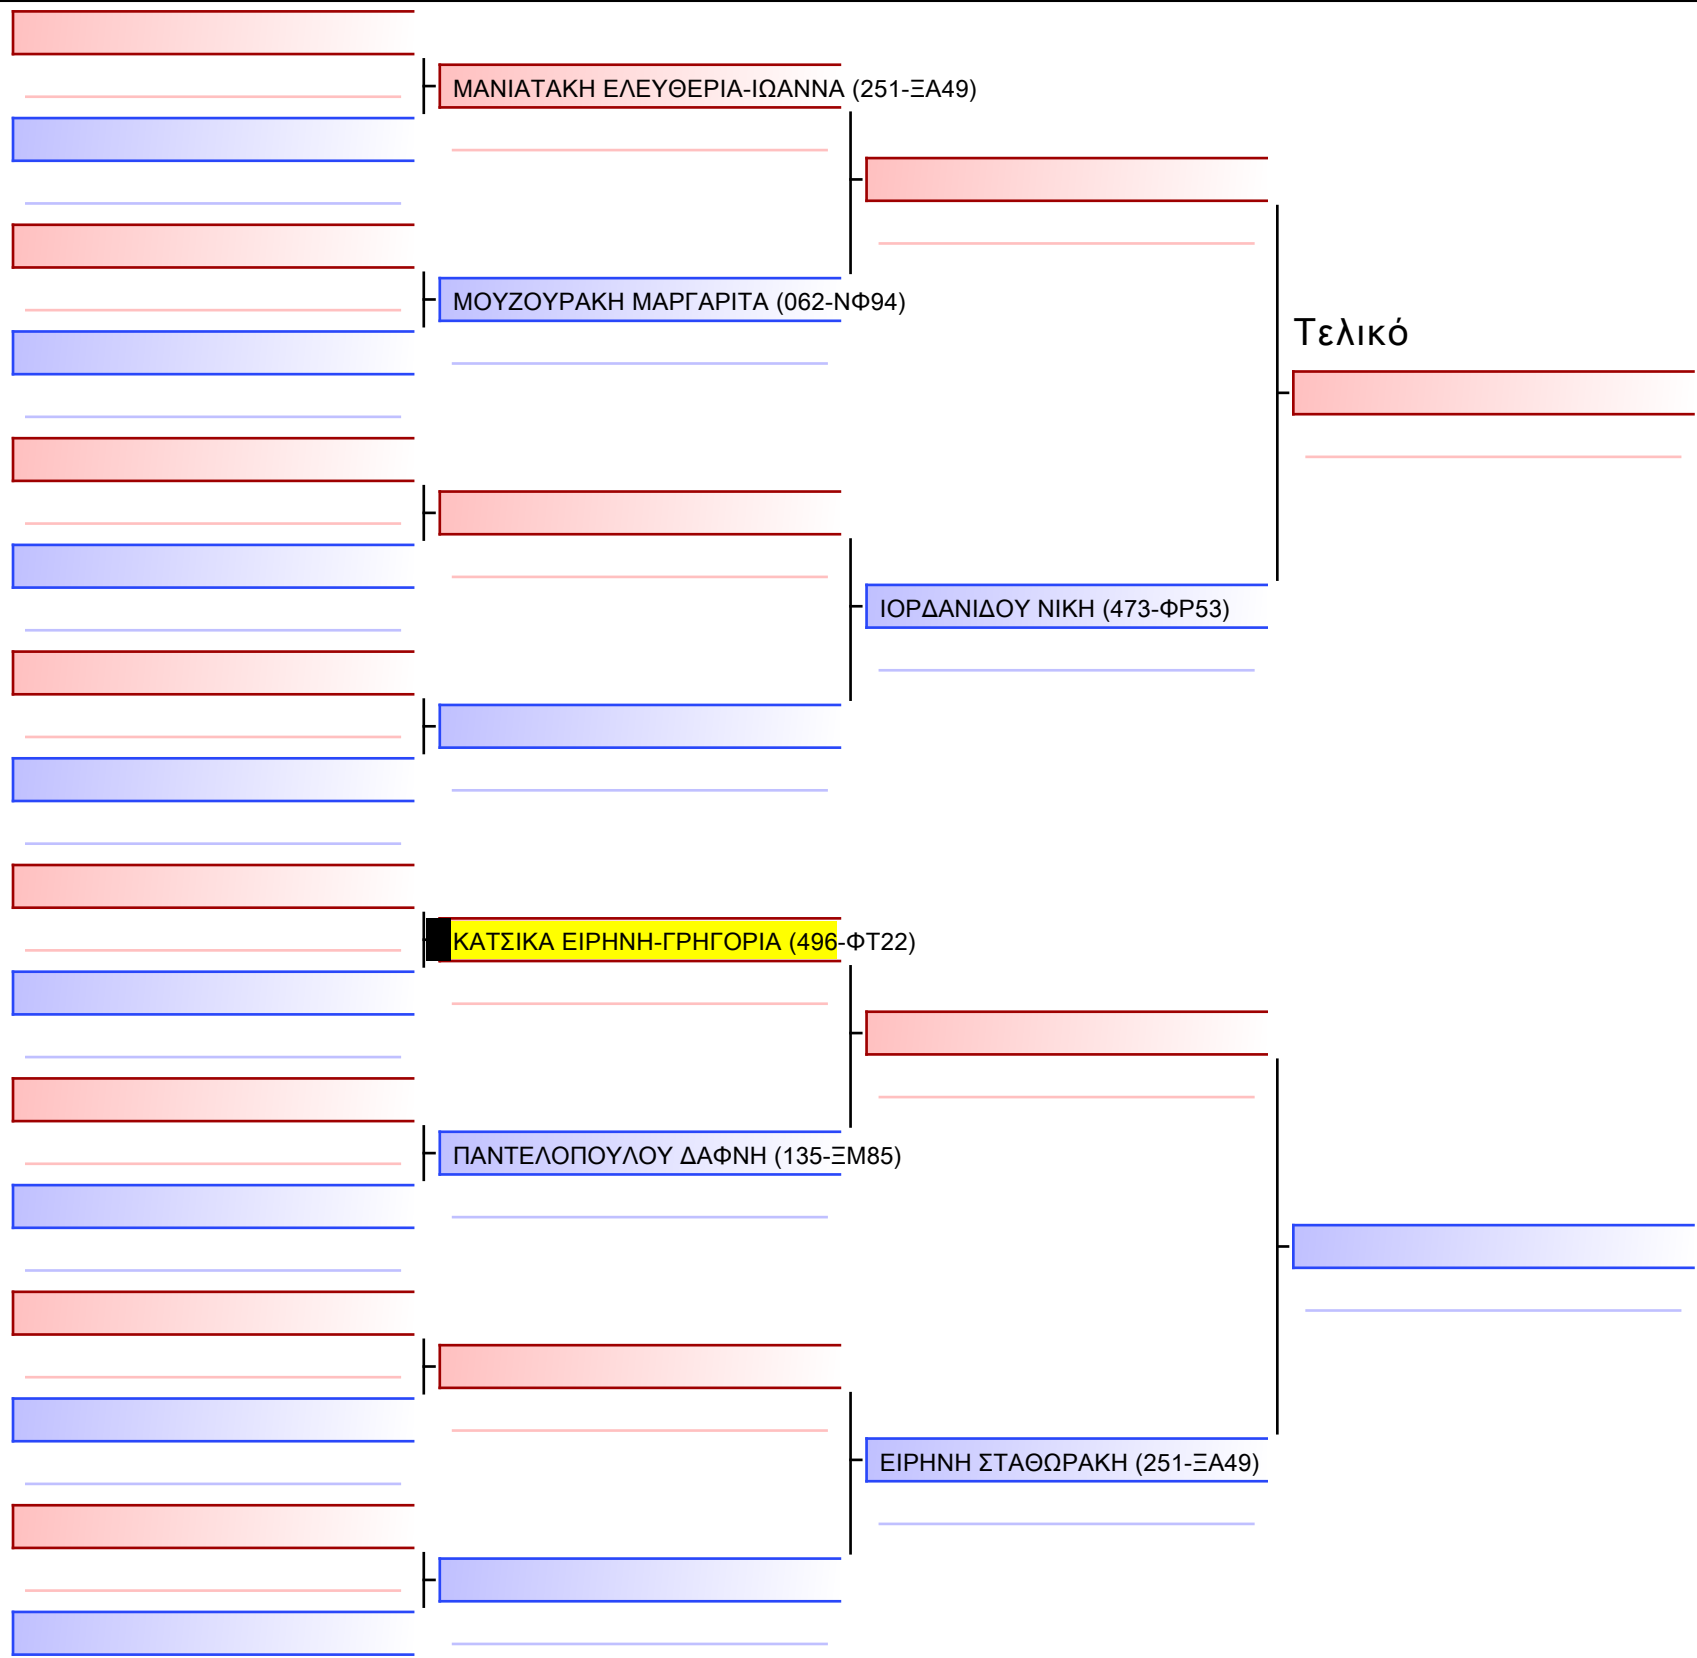 ΜΑΝΙΑΤΑΚΗ ΕΛΕΥΘΕΡΙΑ-ΙΩΑΝΝΑ (251-ΞΑ49)
ΜΟΥΖΟΥΡΑΚΗ ΜΑΡΓΑΡΙΤΑ (062-ΝΦ94)
Τελικό
ΙΟΡΔΑΝΙΔΟΥ ΝΙΚΗ (473-ΦΡ53)
ΚΑΤΣΙΚΑ ΕΙΡΗΝΗ-ΓΡΗΓΟΡΙΑ (496-ΦΤ22)
ΠΑΝΤΕΛΟΠΟΥΛΟΥ ΔΑΦΝΗ (135-ΞΜ85)
ΕΙΡΗΝΗ ΣΤΑΘΩΡΑΚΗ (251-ΞΑ49)